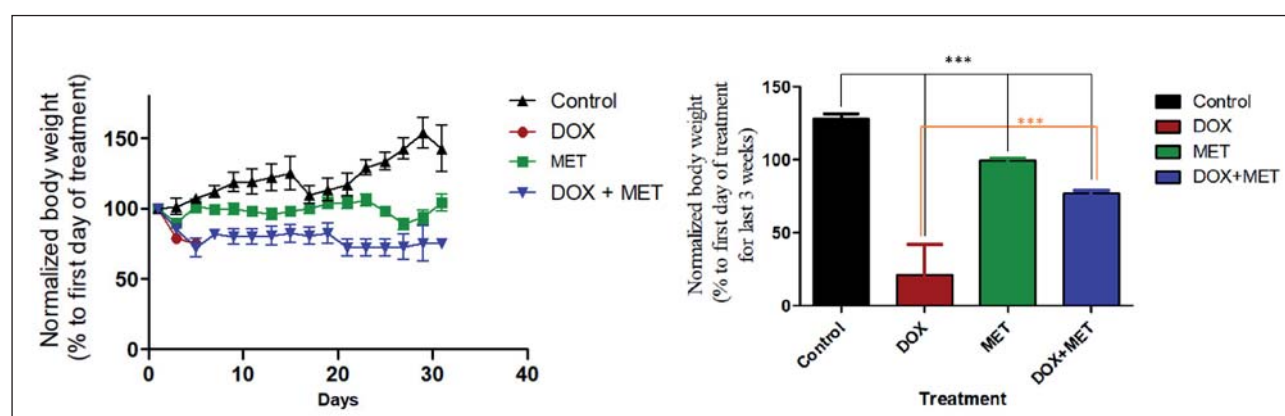 Normalized body weight
(% to first day of treatment)
150
100
50
0
0
10
20
30
40
Days
Control
DOX
MET
DOX + MET
Normalized body weight
(% to first day of treatment
for last 3 weeks)
150
100
50
0
***
***
Control
DOX
MET
DOX+MET
Treatment
Control
DOX
MET
DOX+MET